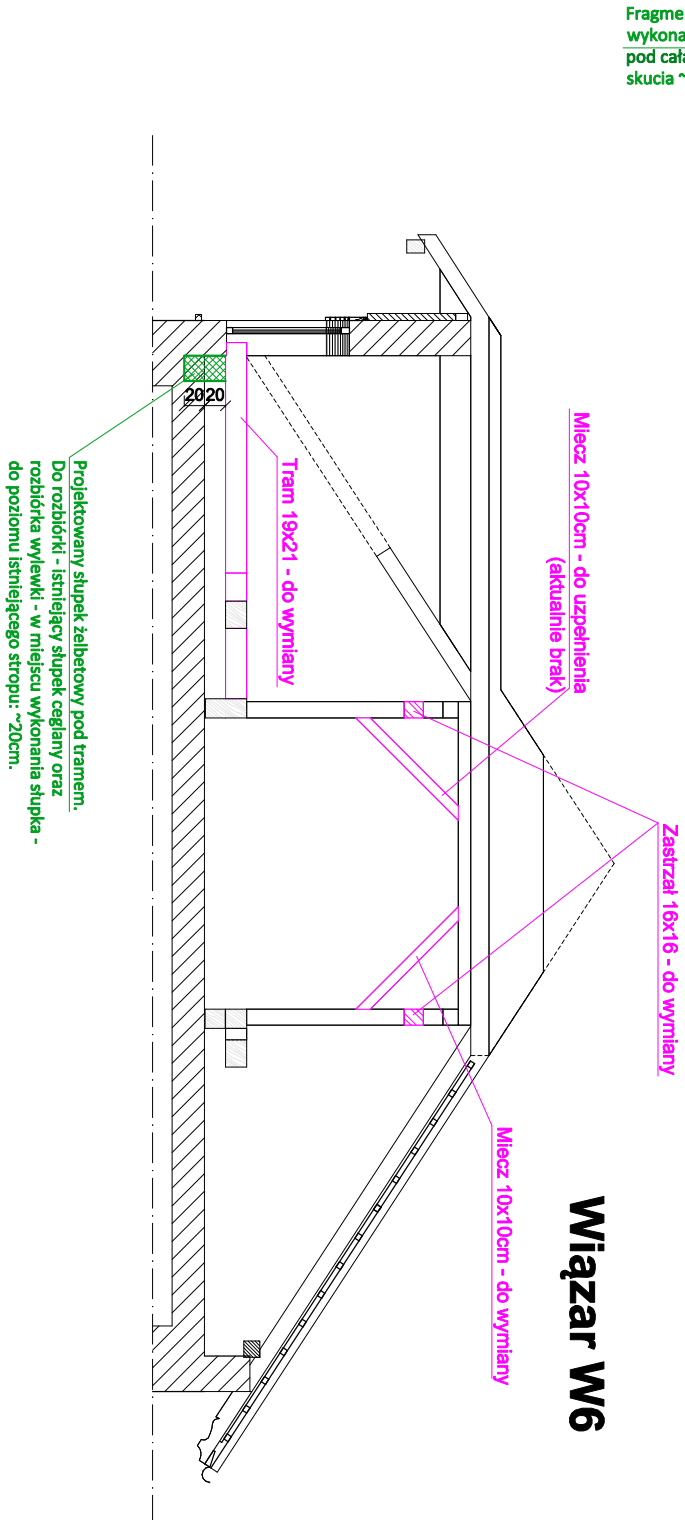 Fragme
wykona
pod cała
skucia ~
Wiązar W6
Zastrzał 16x16 - do wymiany
Miecz 10x10cm - do uzpełnienia
(aktualnie brak)
Miecz 10x10cm - do wymiany
Tram 19x21 - do wymiany
20 20
Projektowany słupek żelbetowy pod tramem.
Do rozbiórki - istniejący słupek ceglany oraz
rozbiórka wylewki - w miejscu wykonania słupka -
do poziomu istniejącego stropu: ~20cm.